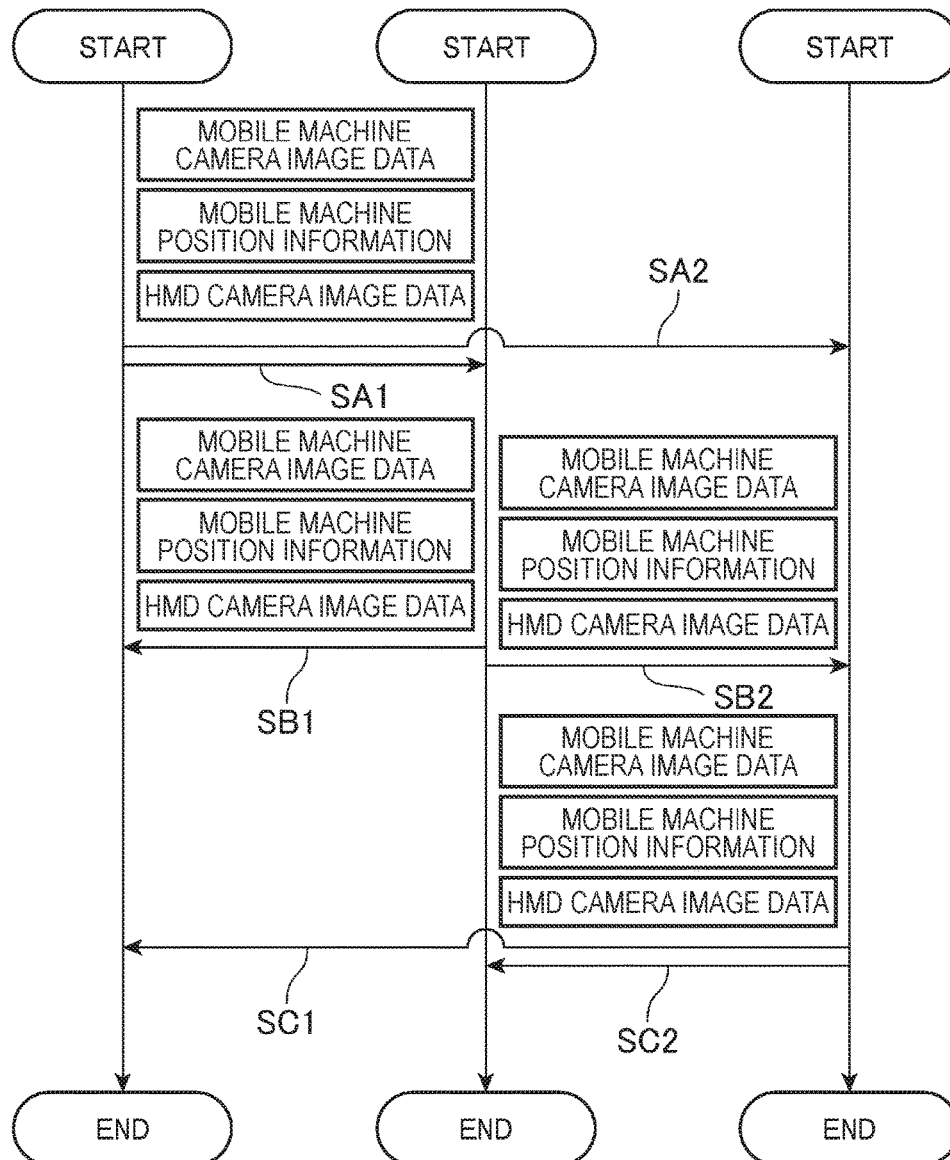 START
START
START
MOBILE MACHINE
CAMERA IMAGE DATA
MOBILE MACHINE
POSITION INFORMATION
HMD CAMERA IMAGE DATA
SA2
SA1
MOBILE MACHINE
CAMERA IMAGE DATA
MOBILE MACHINE
POSITION INFORMATION
HMD CAMERA IMAGE DATA
MOBILE MACHINE
CAMERA IMAGE DATA
MOBILE MACHINE
POSITION INFORMATION
HMD CAMERA IMAGE DATA
SB1
SB2
MOBILE MACHINE
CAMERA IMAGE DATA
MOBILE MACHINE
POSITION INFORMATION
HMD CAMERA IMAGE DATA
SC1
SC2
END
END
END